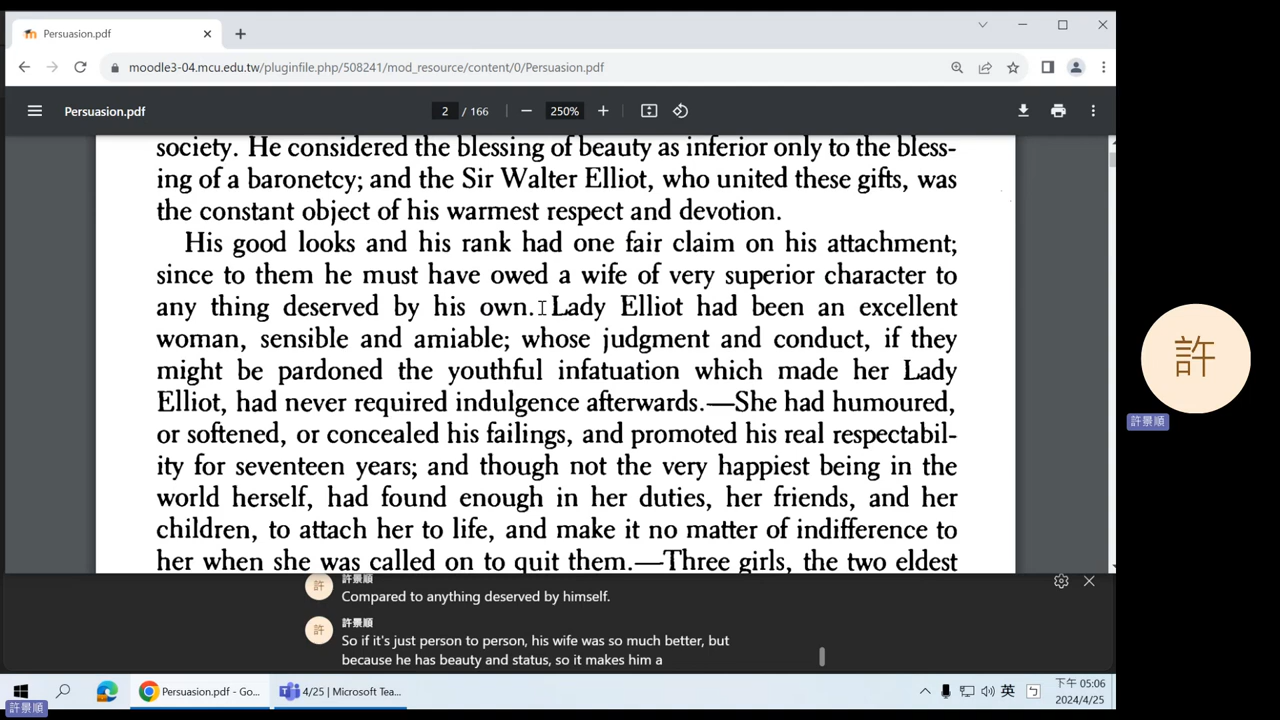 Persuasion.pdf
moodle3-04.mcu.edu.tw/pluginfile.php/508241/mod_resource/content/0/Persuasion.pdf
Persuasion.pdf
2 / 166
250%
society. He considered the blessing of beauty as inferior only to the bless-
ing of a baronetcy; and the Sir Walter Elliot, who united these gifts, was
the constant object of his warmest respect and devotion.
His good looks and his rank had one fair claim on his attachment;
since to them he must have owed a wife of very superior character to
any thing deserved by his own. Lady Elliot had been an excellent
woman, sensible and amiable; whose judgment and conduct, if they
might be pardoned the youthful infatuation which made her Lady
Elliot, had never required indulgence afterwards.—She had humoured,
or softened, or concealed his failings, and promoted his real respectabil-
ity for seventeen years; and though not the very happiest being in the
world herself, had found enough in her duties, her friends, and her
children, to attach her to life, and make it no matter of indifference to
her when she was called on to quit them.—Three girls, the two eldest
許
許景順
許
許景順
Compared to anything deserved by himself.
許
許景順
So if it's just person to person, his wife was so much better, but
because he has beauty and status, so it makes him a
Persuasion.pdf - Go...
4/25 | Microsoft Tea...
英
ㄅ
下午 05:06
2024/4/25
許景順